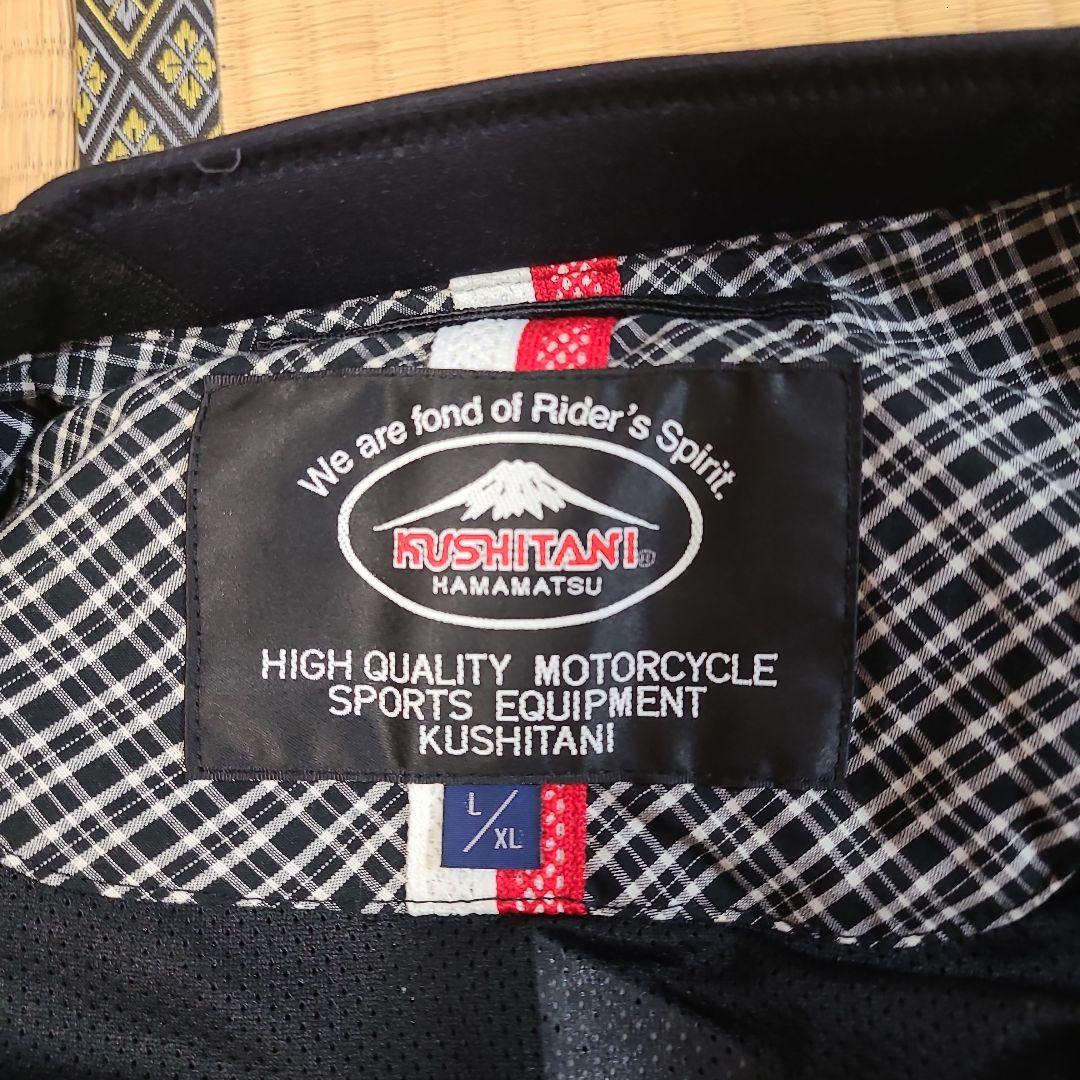 We are fond of Rider's Spirit.
KUSHITANI®
HAMAMATSU
HIGH QUALITY MOTORCYCLE
SPORTS EQUIPMENT
KUSHITANI
L/XL